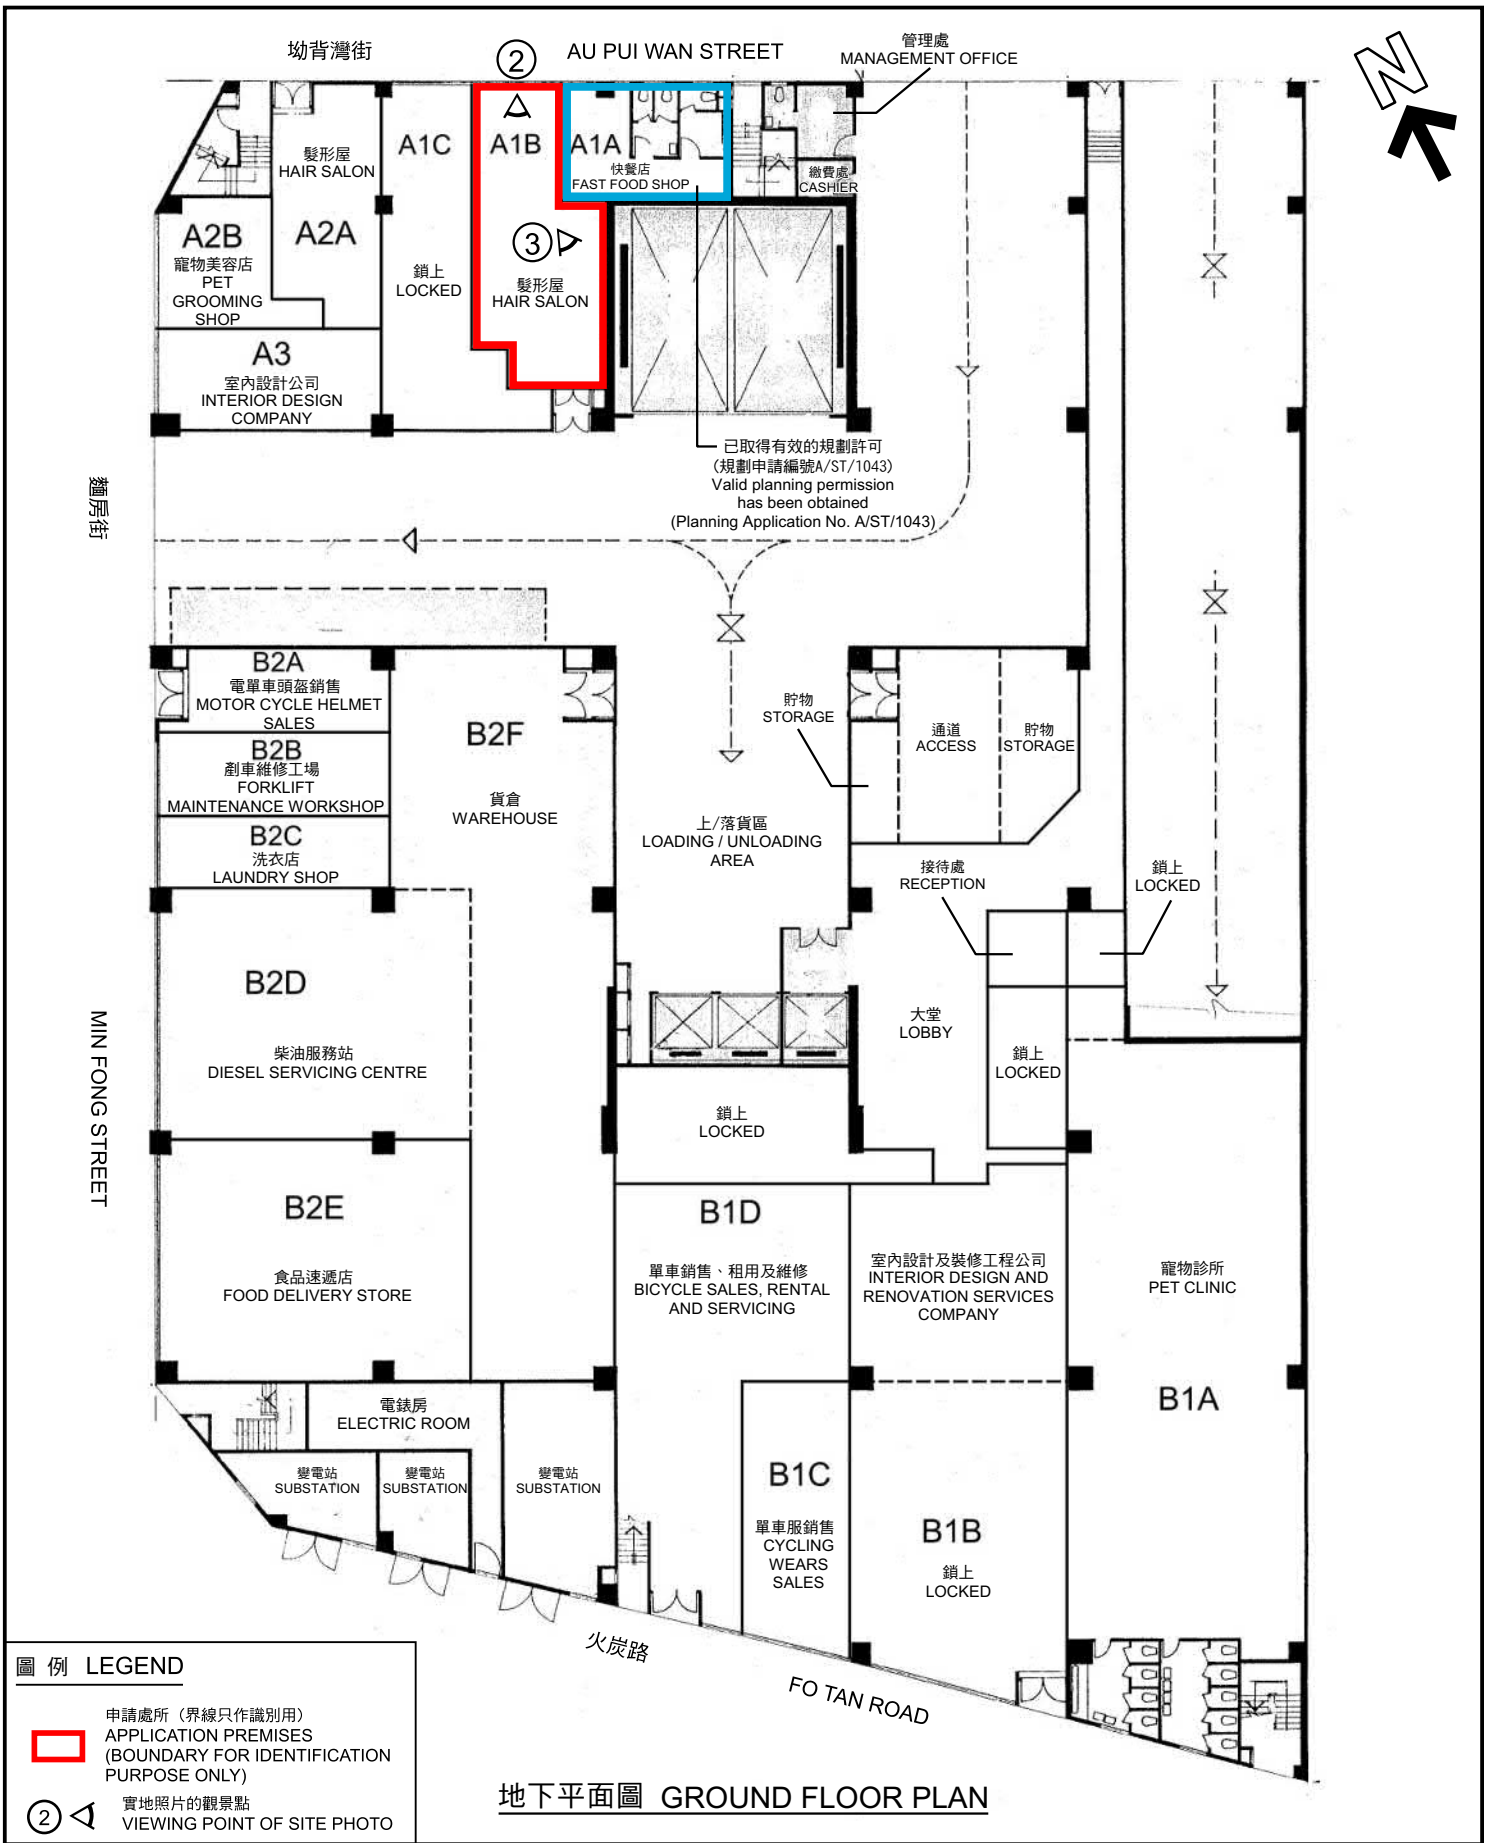 坳背灣街
AU PUI WAN STREET
管理處
MANAGEMENT OFFICE
N
2
A1C
A1B
A1A
快餐店
FAST FOOD SHOP
繳費處
CASHIER
髮形屋
HAIR SALON
A2A
A2B
寵物美容店
PET
GROOMING
SHOP
鎖上
LOCKED
3
髮形屋
HAIR SALON
A3
室內設計公司
INTERIOR DESIGN
COMPANY
已取得有效的規劃許可
(規劃申請編號A/ST/1043)
Valid planning permission
has been obtained
(Planning Application No. A/ST/1043)
麵房街
MIN FONG STREET
B2A
電單車頭盔銷售
MOTOR CYCLE HELMET
SALES
B2B
剷車維修工場
FORKLIFT
MAINTENANCE WORKSHOP
B2C
洗衣店
LAUNDRY SHOP
B2F
貨倉
WAREHOUSE
貯物
STORAGE
通道
ACCESS
貯物
STORAGE
上/落貨區
LOADING / UNLOADING
AREA
接待處
RECEPTION
鎖上
LOCKED
B2D
柴油服務站
DIESEL SERVICING CENTRE
大堂
LOBBY
鎖上
LOCKED
鎖上
LOCKED
B2E
食品速遞店
FOOD DELIVERY STORE
B1D
單車銷售、租用及維修
BICYCLE SALES, RENTAL
AND SERVICING
室內設計及裝修工程公司
INTERIOR DESIGN AND
RENOVATION SERVICES
COMPANY
寵物診所
PET CLINIC
B1A
電錶房
ELECTRIC ROOM
變電站
SUBSTATION
變電站
SUBSTATION
變電站
SUBSTATION
B1C
單車服銷售
CYCLING
WEARS
SALES
B1B
鎖上
LOCKED
火炭路
FO TAN ROAD
圖 例 LEGEND
申請處所（界線只作識別用）
APPLICATION PREMISES
(BOUNDARY FOR IDENTIFICATION
PURPOSE ONLY)
2
實地照片的觀景點
VIEWING POINT OF SITE PHOTO
地下平面圖 GROUND FLOOR PLAN